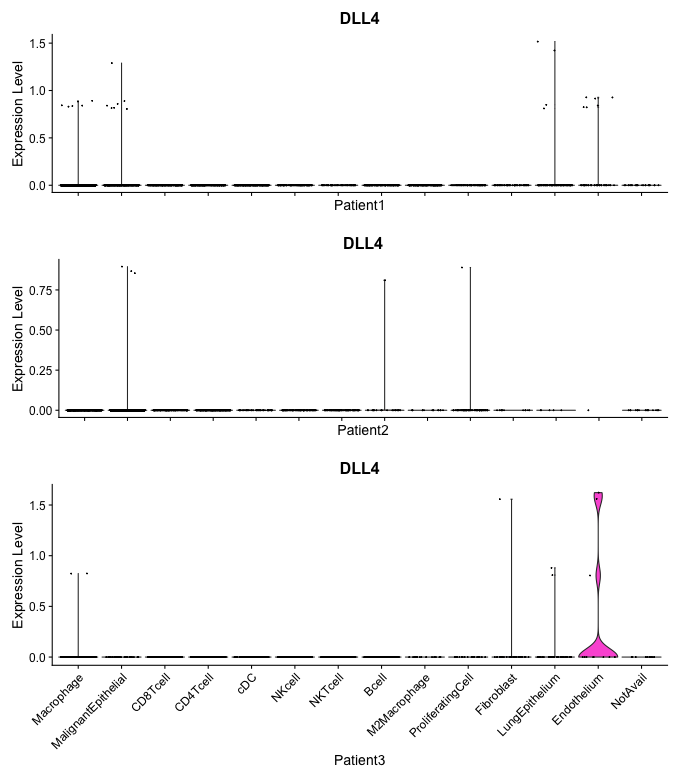 DLL4
Expression Level
1.5
1.0
0.5
0.0
Patient1
DLL4
Expression Level
0.75
0.50
0.25
0.00
Patient2
DLL4
Expression Level
1.5
1.0
0.5
0.0
Macrophage
MalignantEpithelial
CD8Tcell
CD4Tcell
cDC
NKcell
NKTcell
Bcell
M2Macrophage
ProliferatingCell
Fibroblast
LungEpithelium
Endothelium
NotAvail
Patient3